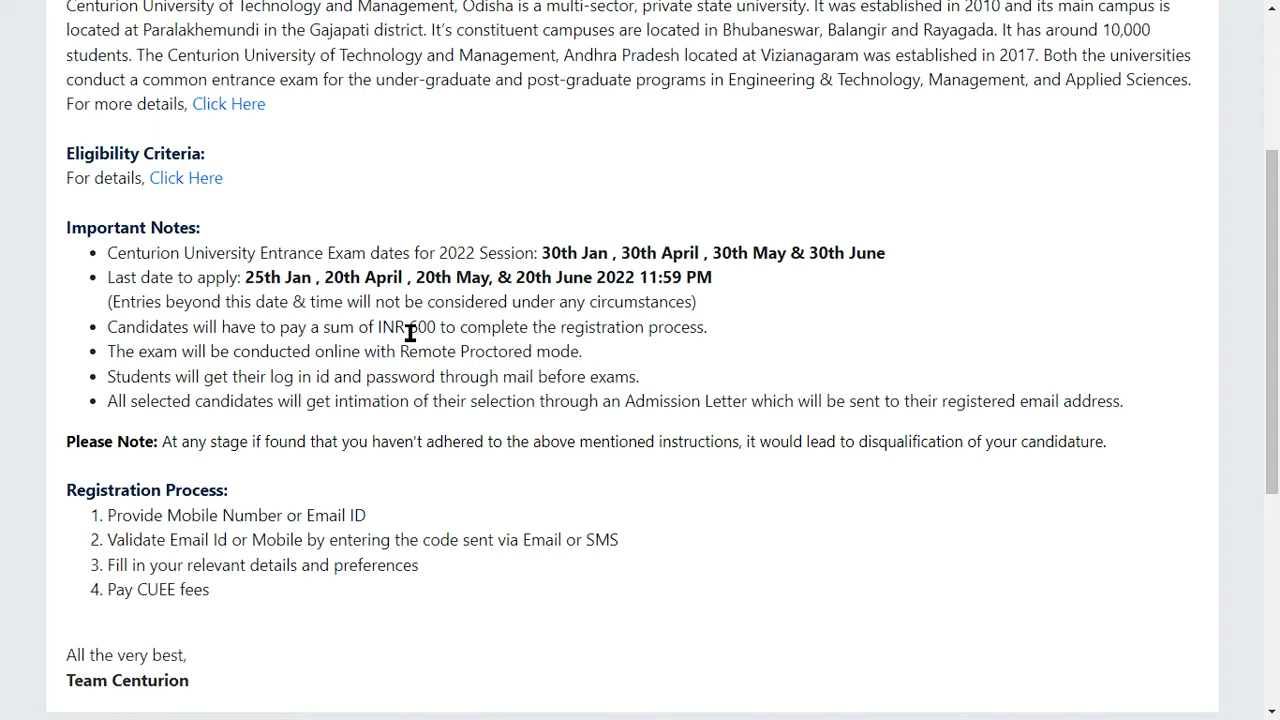 Centurion University of Technology and Management, Odisha is a multi-sector, private state university. It was established in 2010 and its main campus is
located at Paralakhemundi in the Gajapati district. It's constituent campuses are located in Bhubaneswar, Balangir and Rayagada. It has around 10,000
students. The Centurion University of Technology and Management, Andhra Pradesh located at Vizianagaram was established in 2017. Both the universities
conduct a common entrance exam for the under-graduate and post-graduate programs in Engineering & Technology, Management, and Applied Sciences.
For more details, Click Here
Eligibility Criteria:
For details, Click Here
Important Notes:
• Centurion University Entrance Exam dates for 2022 Session: 30th Jan , 30th April , 30th May & 30th June
• Last date to apply: 25th Jan , 20th April , 20th May, & 20th June 2022 11:59 PM
(Entries beyond this date & time will not be considered under any circumstances)
• Candidates will have to pay a sum of INR 600 to complete the registration process.
• The exam will be conducted online with Remote Proctored mode.
• Students will get their log in id and password through mail before exams.
• All selected candidates will get intimation of their selection through an Admission Letter which will be sent to their registered email address.
Please Note: At any stage if found that you haven't adhered to the above mentioned instructions, it would lead to disqualification of your candidature.
Registration Process:
1. Provide Mobile Number or Email ID
2. Validate Email Id or Mobile by entering the code sent via Email or SMS
3. Fill in your relevant details and preferences
4. Pay CUEE fees
All the very best,
Team Centurion